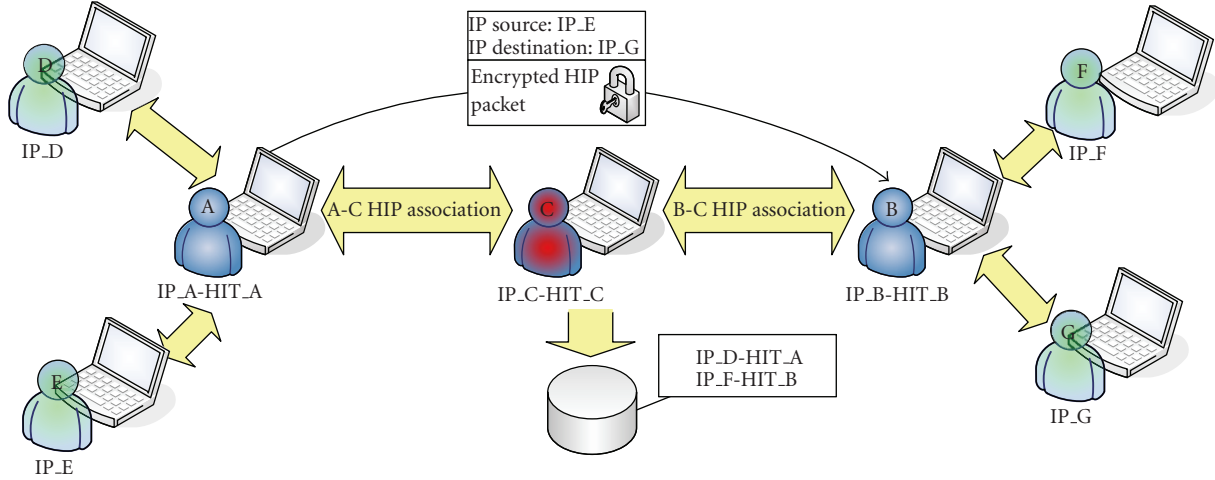 IP source: IP_E
IP destination: IP_G
Encrypted HIP
packet
D
IP_D
F
IP_F
A
IP_A-HIT_A
A-C HIP association
C
IP_C-HIT_C
B-C HIP association
B
IP_B-HIT_B
E
IP_E
IP_D-HIT_A
IP_F-HIT_B
G
IP_G